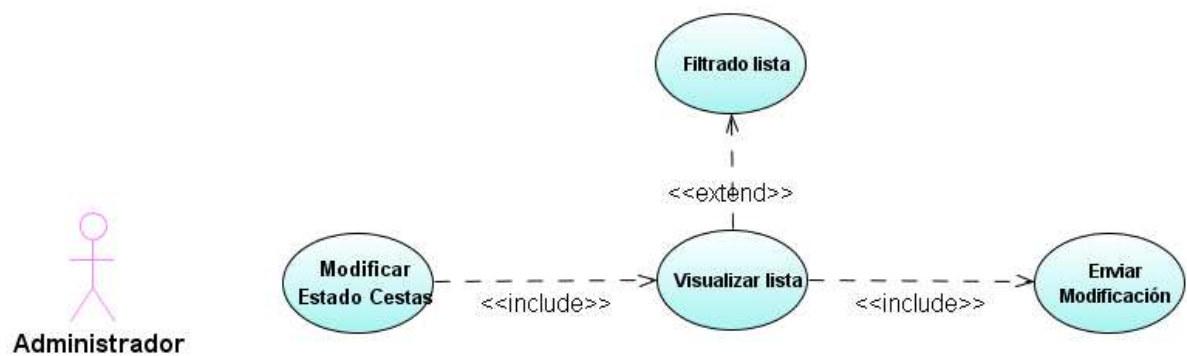 Filtrado lista
<<extend>>
Modificar
Estado Cestas
<<include>>
Visualizar lista
<<include>>
Enviar
Modificación
Administrador